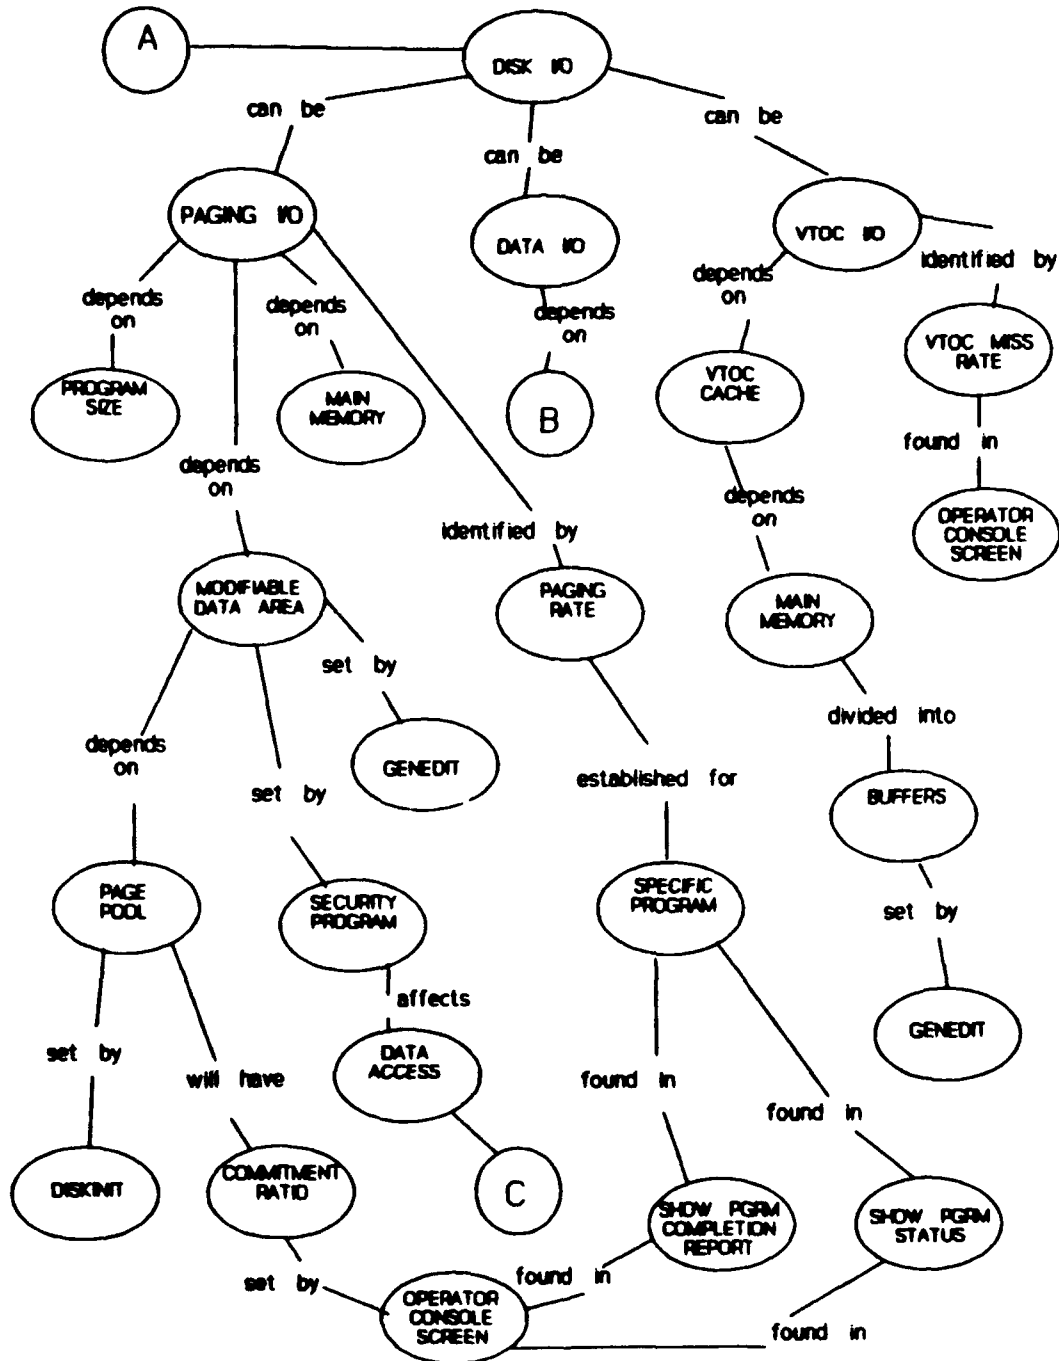 A
DISK I/O
can be
can be
can be
PAGING I/O
DATA I/O
VTOC I/O
identified by
depends
on
depends
on
depends
on
depends
on
VTOC MISS
RATE
PROGRAM
SIZE
MAIN
MEMORY
B
VTOC
CACHE
found in
depends
on
depends
on
OPERATOR
CONSOLE
SCREEN
identified by
MODIFIABLE
DATA AREA
PAGING
RATE
MAIN
MEMORY
set by
divided into
depends
on
GENEDIT
set by
established for
BUFFERS
PAGE
POOL
SECURITY
PROGRAM
SPECIFIC
PROGRAM
set by
affects
GENEDIT
set by
will have
DATA
ACCESS
found in
found in
DISKINIT
COMMITMENT
RATIO
C
SHOW PGRM
COMPLETION
REPORT
SHOW PGRM
STATUS
set by
found in
OPERATOR
CONSOLE
SCREEN
found in